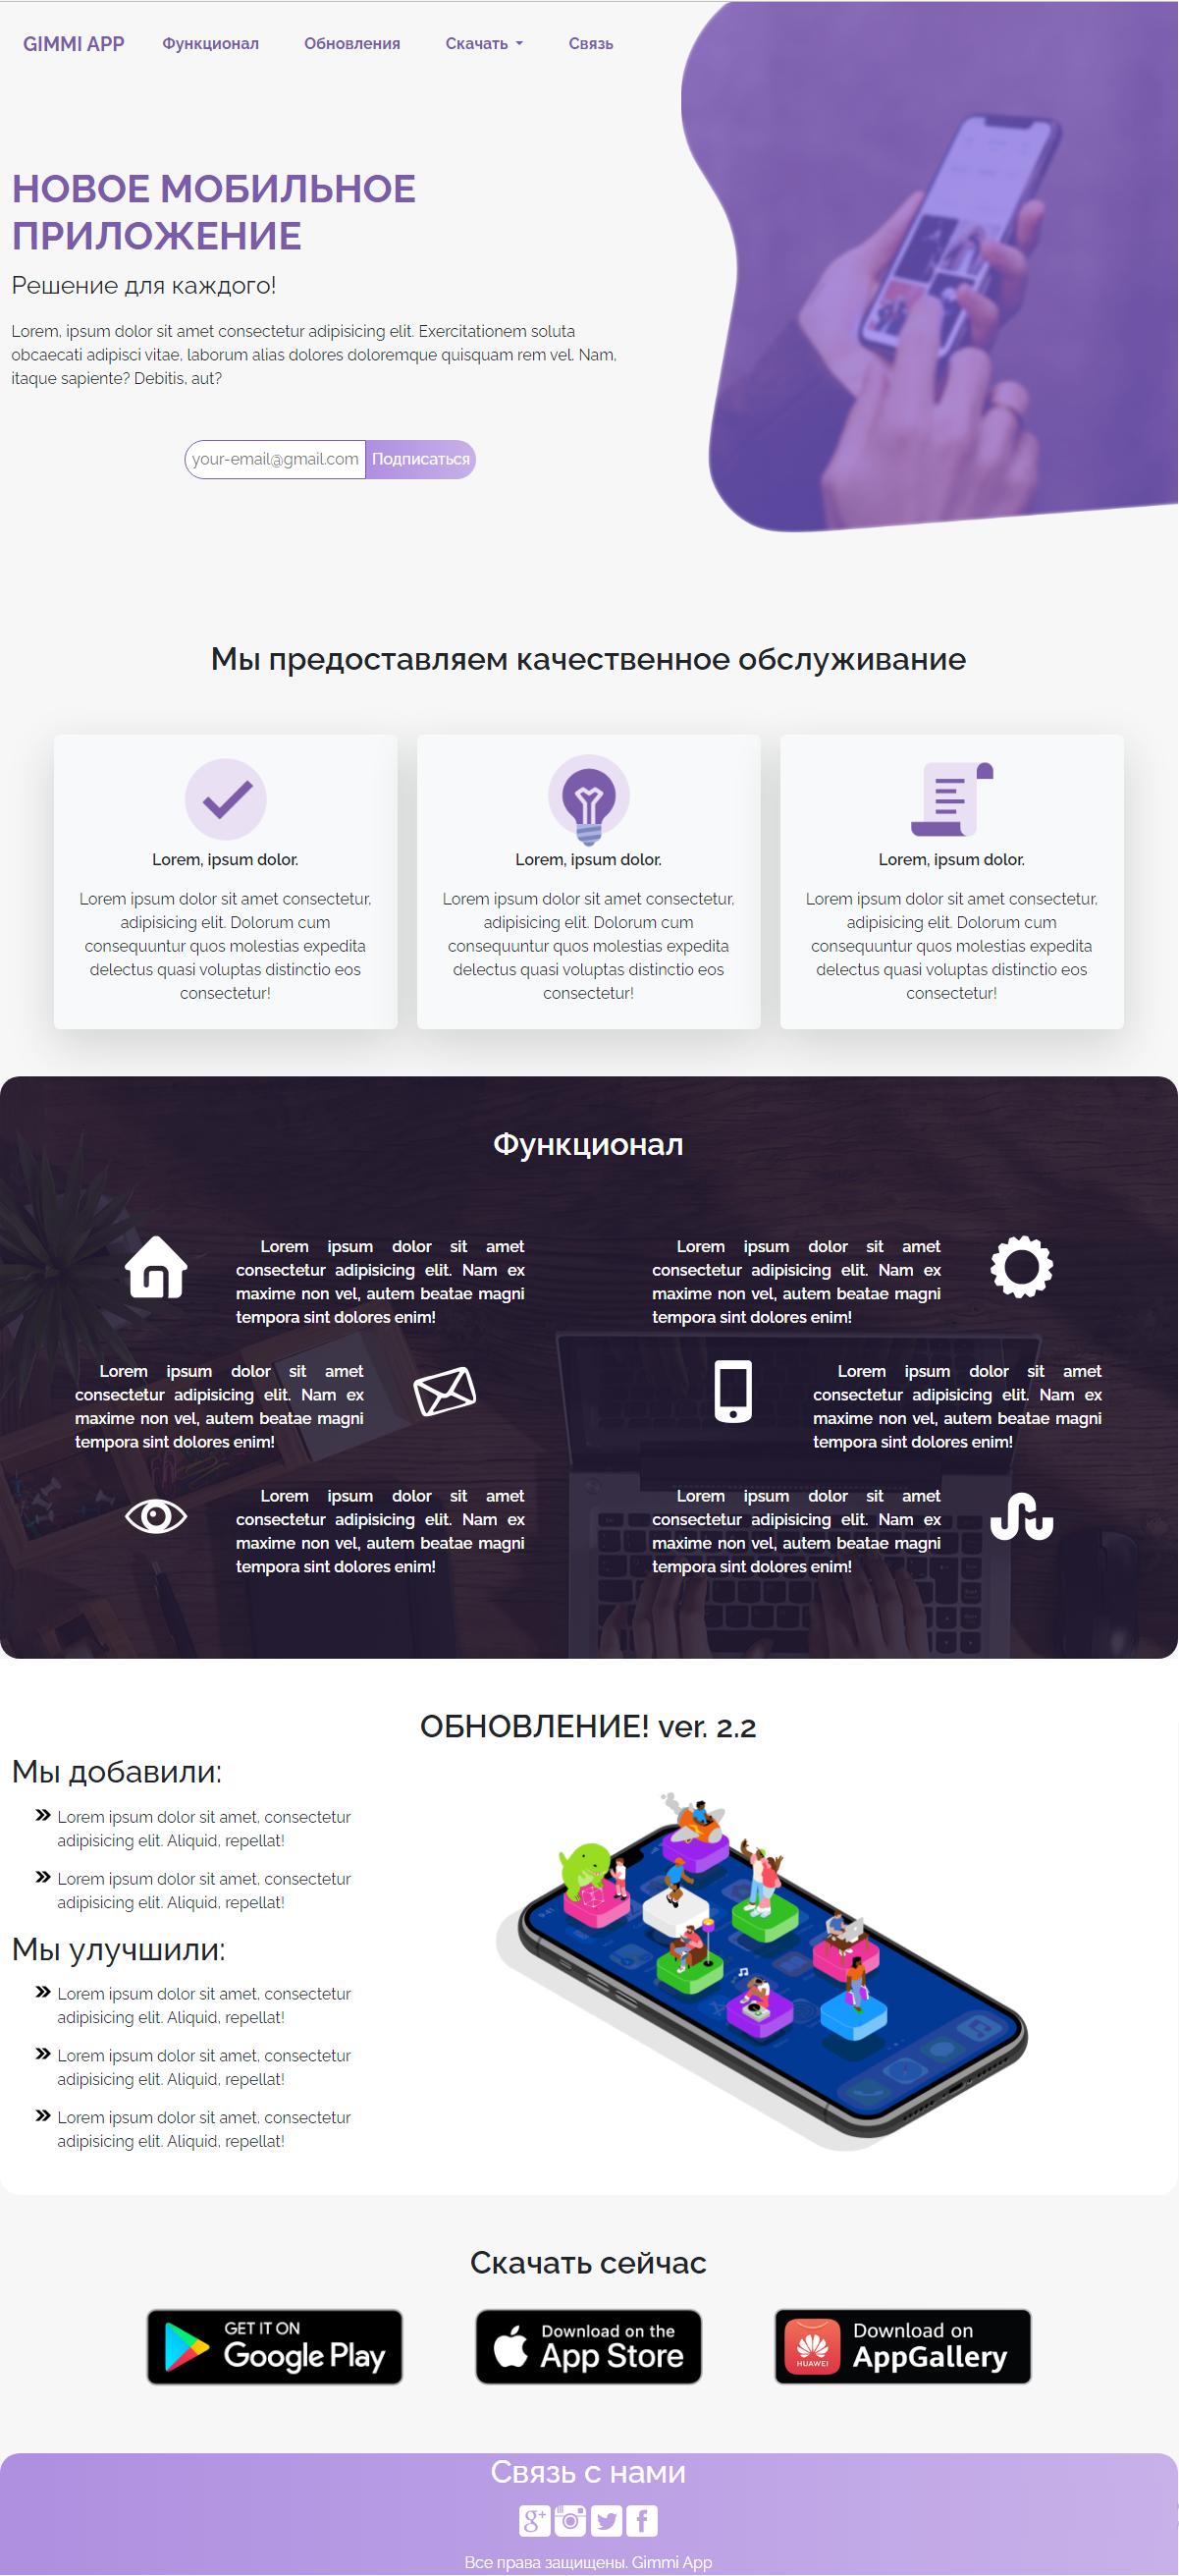 GIMMI APP Функционал Обновления Скачать Связь
НОВОЕ МОБИЛЬНОЕ
ПРИЛОЖЕНИЕ
Решение для каждого!
Lorem, ipsum dolor sit amet consectetur adipisicing elit. Exercitationem soluta
obcaecati adipisci vitae, laborum alias dolores doloremque quisquam rem vel. Nam,
itaque sapiente? Debitis, aut?
your-email@gmail.com Подписаться
Мы предоставляем качественное обслуживание
Lorem, ipsum dolor.
Lorem ipsum dolor sit amet consectetur,
adipisicing elit. Dolorum cum
consequuntur quos molestias expedita
delectus quasi voluptas distinctio eos
consectetur!
Lorem, ipsum dolor.
Lorem ipsum dolor sit amet consectetur,
adipisicing elit. Dolorum cum
consequuntur quos molestias expedita
delectus quasi voluptas distinctio eos
consectetur!
Lorem, ipsum dolor.
Lorem ipsum dolor sit amet consectetur,
adipisicing elit. Dolorum cum
consequuntur quos molestias expedita
delectus quasi voluptas distinctio eos
consectetur!
Функционал
Lorem ipsum dolor sit amet
consectetur adipisicing elit. Nam ex
maxime non vel, autem beatae magni
tempora sint dolores enim!
Lorem ipsum dolor sit amet
consectetur adipisicing elit. Nam ex
maxime non vel, autem beatae magni
tempora sint dolores enim!
Lorem ipsum dolor sit amet
consectetur adipisicing elit. Nam ex
maxime non vel, autem beatae magni
tempora sint dolores enim!
Lorem ipsum dolor sit amet
consectetur adipisicing elit. Nam ex
maxime non vel, autem beatae magni
tempora sint dolores enim!
Lorem ipsum dolor sit amet
consectetur adipisicing elit. Nam ex
maxime non vel, autem beatae magni
tempora sint dolores enim!
Lorem ipsum dolor sit amet
consectetur adipisicing elit. Nam ex
maxime non vel, autem beatae magni
tempora sint dolores enim!
ОБНОВЛЕНИЕ! ver. 2.2
Мы добавили:
Lorem ipsum dolor sit amet, consectetur
adipisicing elit. Aliquid, repellat!
Lorem ipsum dolor sit amet, consectetur
adipisicing elit. Aliquid, repellat!
Мы улучшили:
Lorem ipsum dolor sit amet, consectetur
adipisicing elit. Aliquid, repellat!
Lorem ipsum dolor sit amet, consectetur
adipisicing elit. Aliquid, repellat!
Lorem ipsum dolor sit amet, consectetur
adipisicing elit. Aliquid, repellat!
9:41
Скачать сейчас
GET IT ON
Google Play
Download on the
App Store
HUAWEI
Download on
AppGallery
Связь с нами
g+ f
Все права защищены. Gimmi App